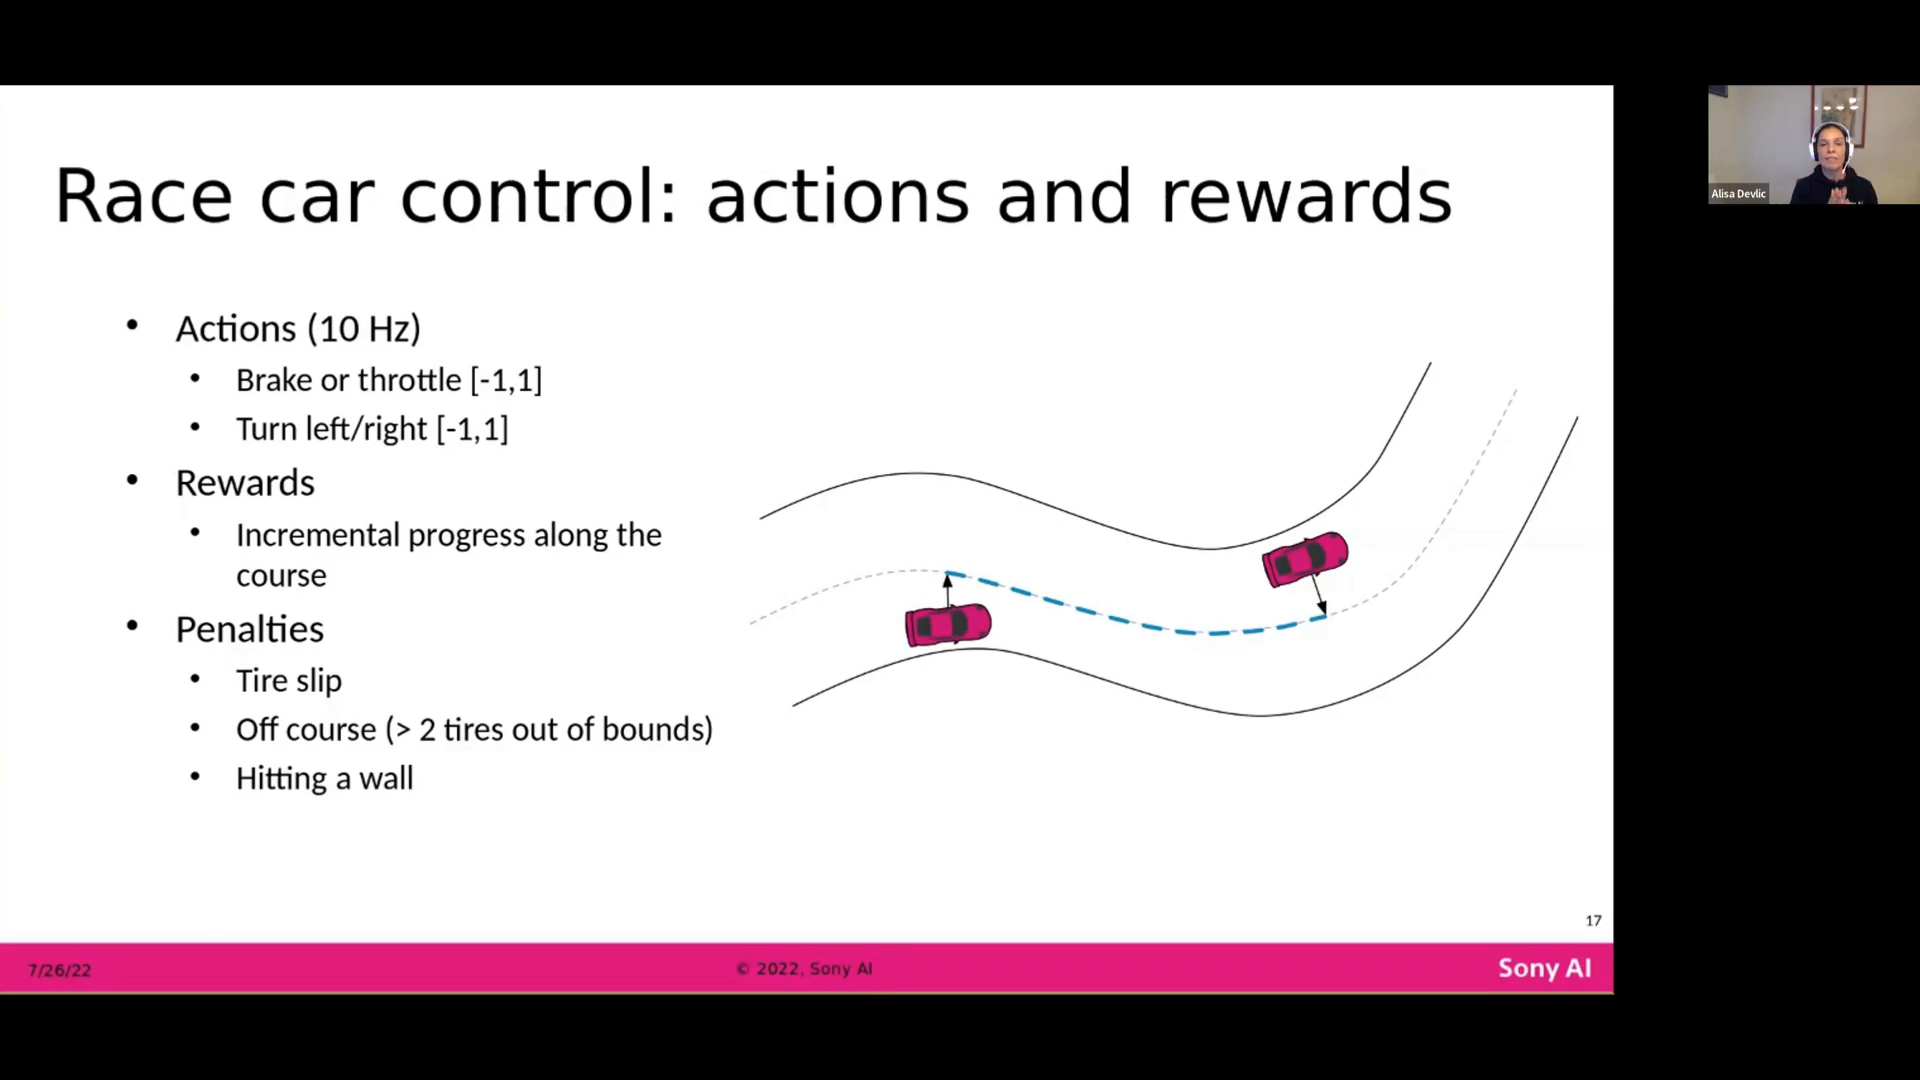 Race car control: actions and rewards
• Actions (10 Hz)
• Brake or throttle [-1,1]
• Turn left/right [-1,1]
• Rewards
• Incremental progress along the
course
• Penalties
• Tire slip
• Off course (> 2 tires out of bounds)
• Hitting a wall
17
7/26/22
© 2022, Sony AI
Sony AI
Alisa Devlic